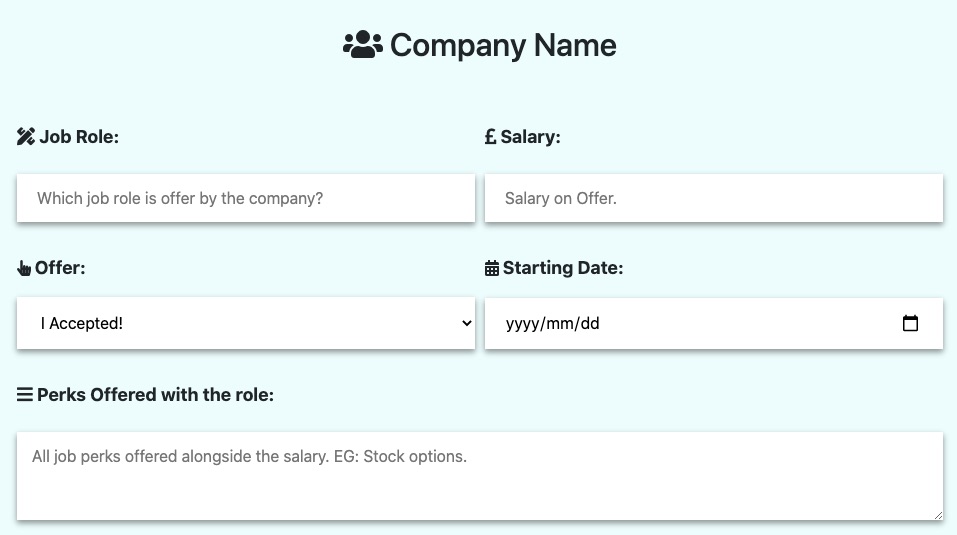 Company Name
Job Role:
£ Salary:
Which job role is offer by the company?
Salary on Offer.
Offer:
Starting Date:
I Accepted!
yyyy/mm/dd
Perks Offered with the role:
All job perks offered alongside the salary. EG: Stock options.